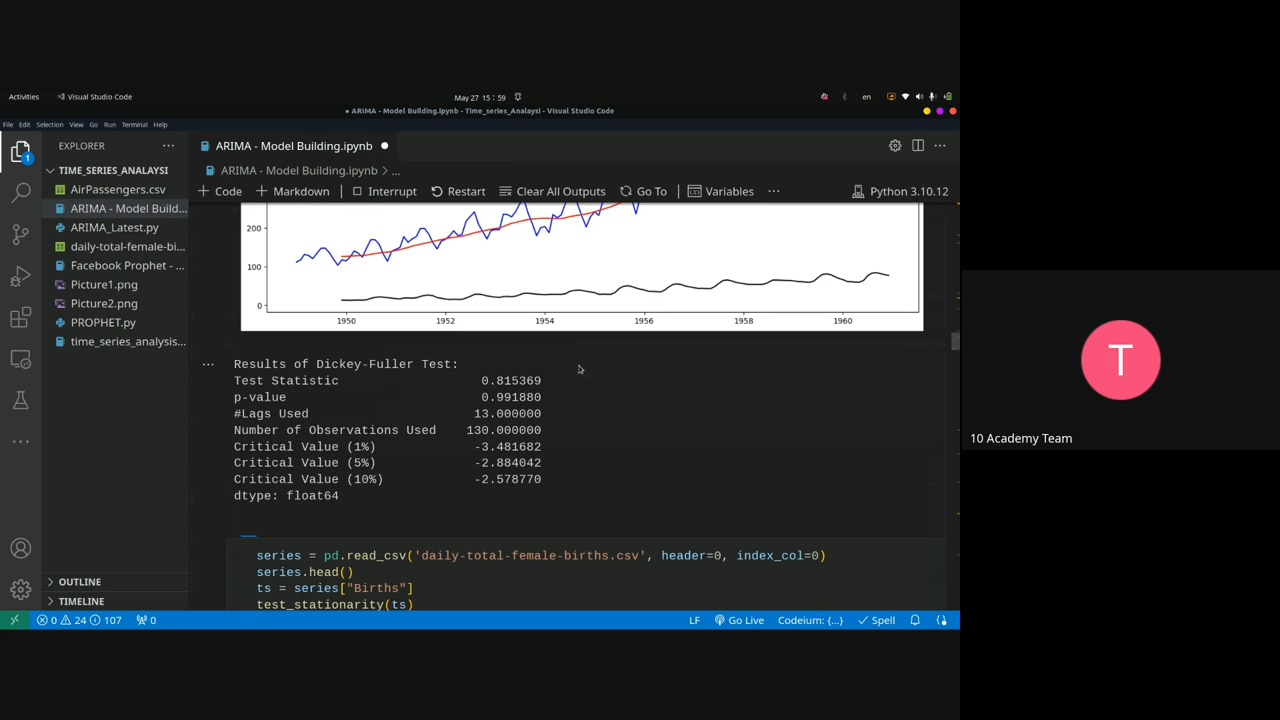 Activities
Visual Studio Code
May 27 15:59
en
● ARIMA - Model Building.ipynb - Time_series_Analaysi - Visual Studio Code
File Edit Selection View Go Run Terminal Help
EXPLORER
TIME_SERIES_ANALAYSI
AirPassengers.csv
ARIMA - Model Build...
ARIMA_Latest.py
daily-total-female-bi...
Facebook Prophet - ...
Picture1.png
Picture2.png
PROPHET.py
time_series_analysis...
OUTLINE
TIMELINE
1
ARIMA - Model Building.ipynb ●
ARIMA - Model Building.ipynb > ...
+ Code + Markdown Interrupt Restart Clear All Outputs Go To Variables ... Python 3.10.12
200
100
0
1950 1952 1954 1956 1958 1960
... Results of Dickey-Fuller Test:
Test Statistic 0.815369
p-value 0.991880
#Lags Used 13.000000
Number of Observations Used 130.000000
Critical Value (1%) -3.481682
Critical Value (5%) -2.884042
Critical Value (10%) -2.578770
dtype: float64
series = pd.read_csv('daily-total-female-births.csv', header=0, index_col=0)
series.head()
ts = series["Births"]
test_stationarity(ts)
0 24 107 0 LF Go Live Codeium: {...} Spell
T
10 Academy Team